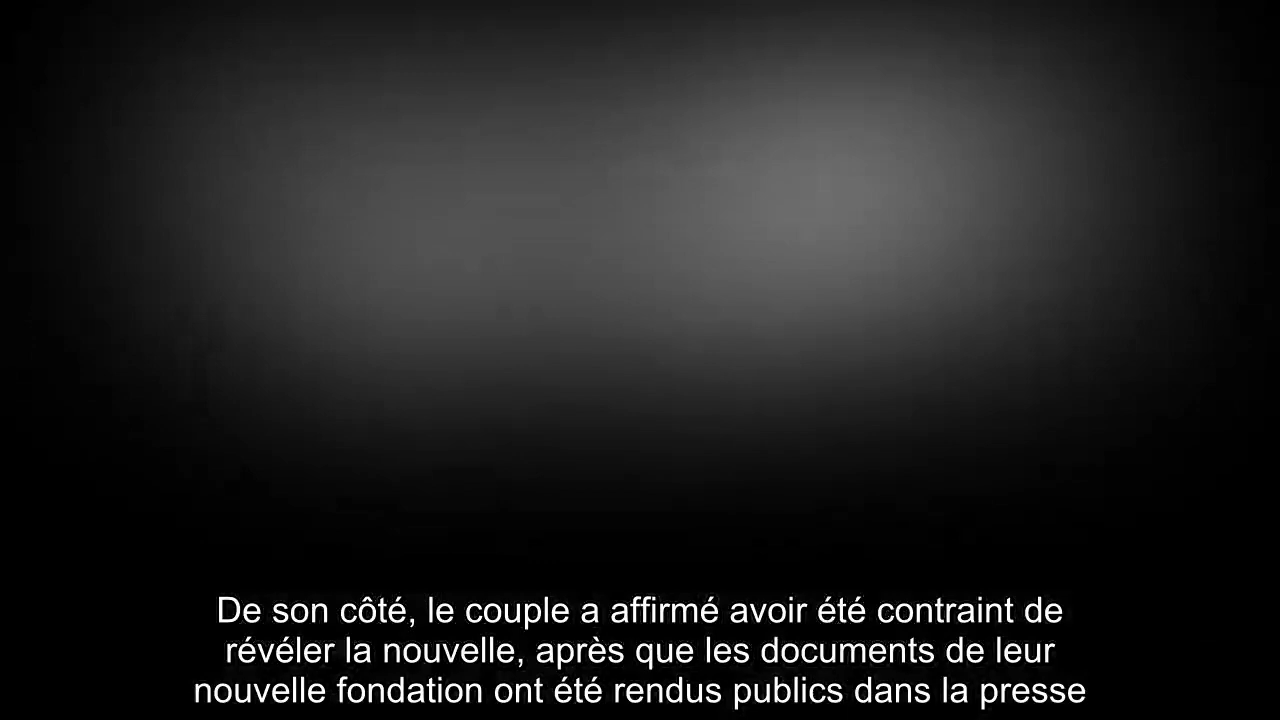 De son côté, le couple a affirmé avoir été contraint de
révéler la nouvelle, après que les documents de leur
nouvelle fondation ont été rendus publics dans la presse